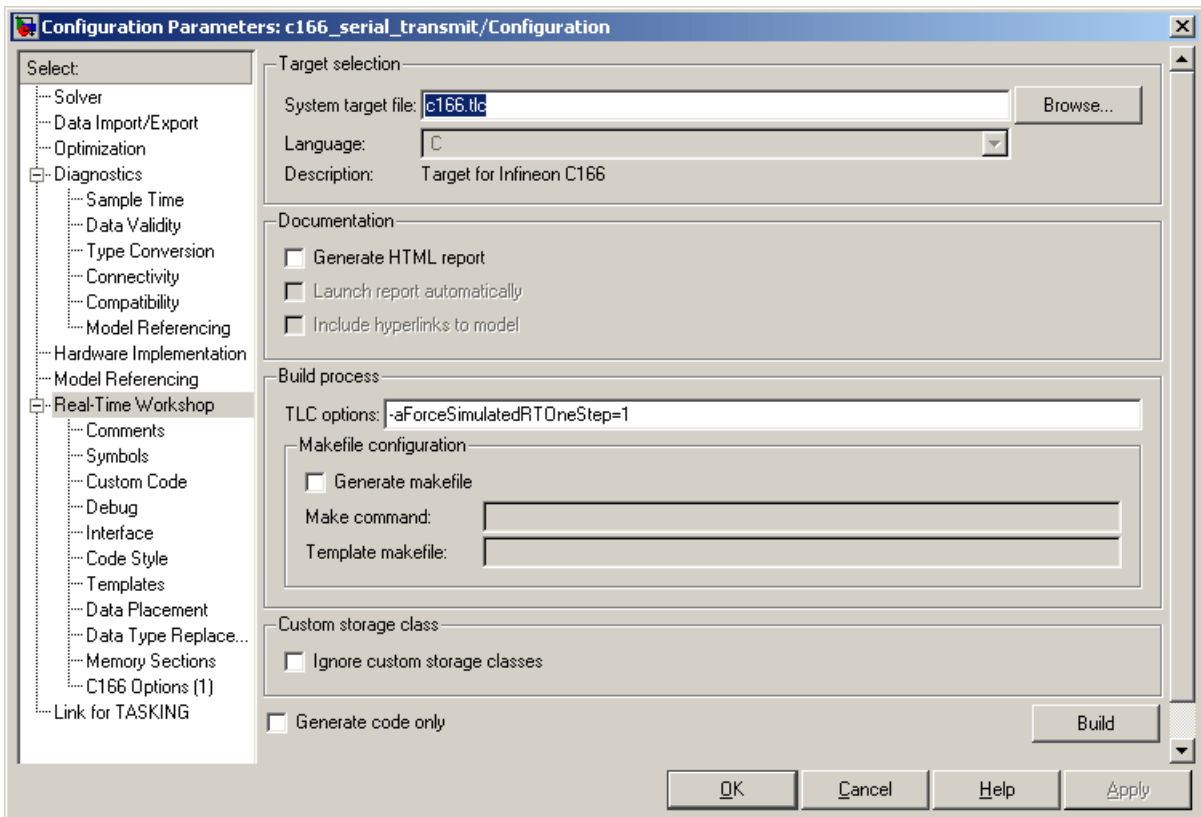 Configuration Parameters: c166_serial_transmit/Configuration
Select:
Solver
Data Import/Export
Optimization
Diagnostics
Sample Time
Data Validity
Type Conversion
Connectivity
Compatibility
Model Referencing
Hardware Implementation
Model Referencing
Real-Time Workshop
Comments
Symbols
Custom Code
Debug
Interface
Code Style
Templates
Data Placement
Data Type Replace...
Memory Sections
C166 Options (1)
Link for TASKING
Target selection
System target file: c166.tlc Browse...
Language: C
Description: Target for Infineon C166
Documentation
Generate HTML report
Launch report automatically
Include hyperlinks to model
Build process
TLC options: -aForceSimulatedRTOneStep=1
Makefile configuration
Generate makefile
Make command:
Template makefile:
Custom storage class
Ignore custom storage classes
Generate code only Build
OK Cancel Help Apply